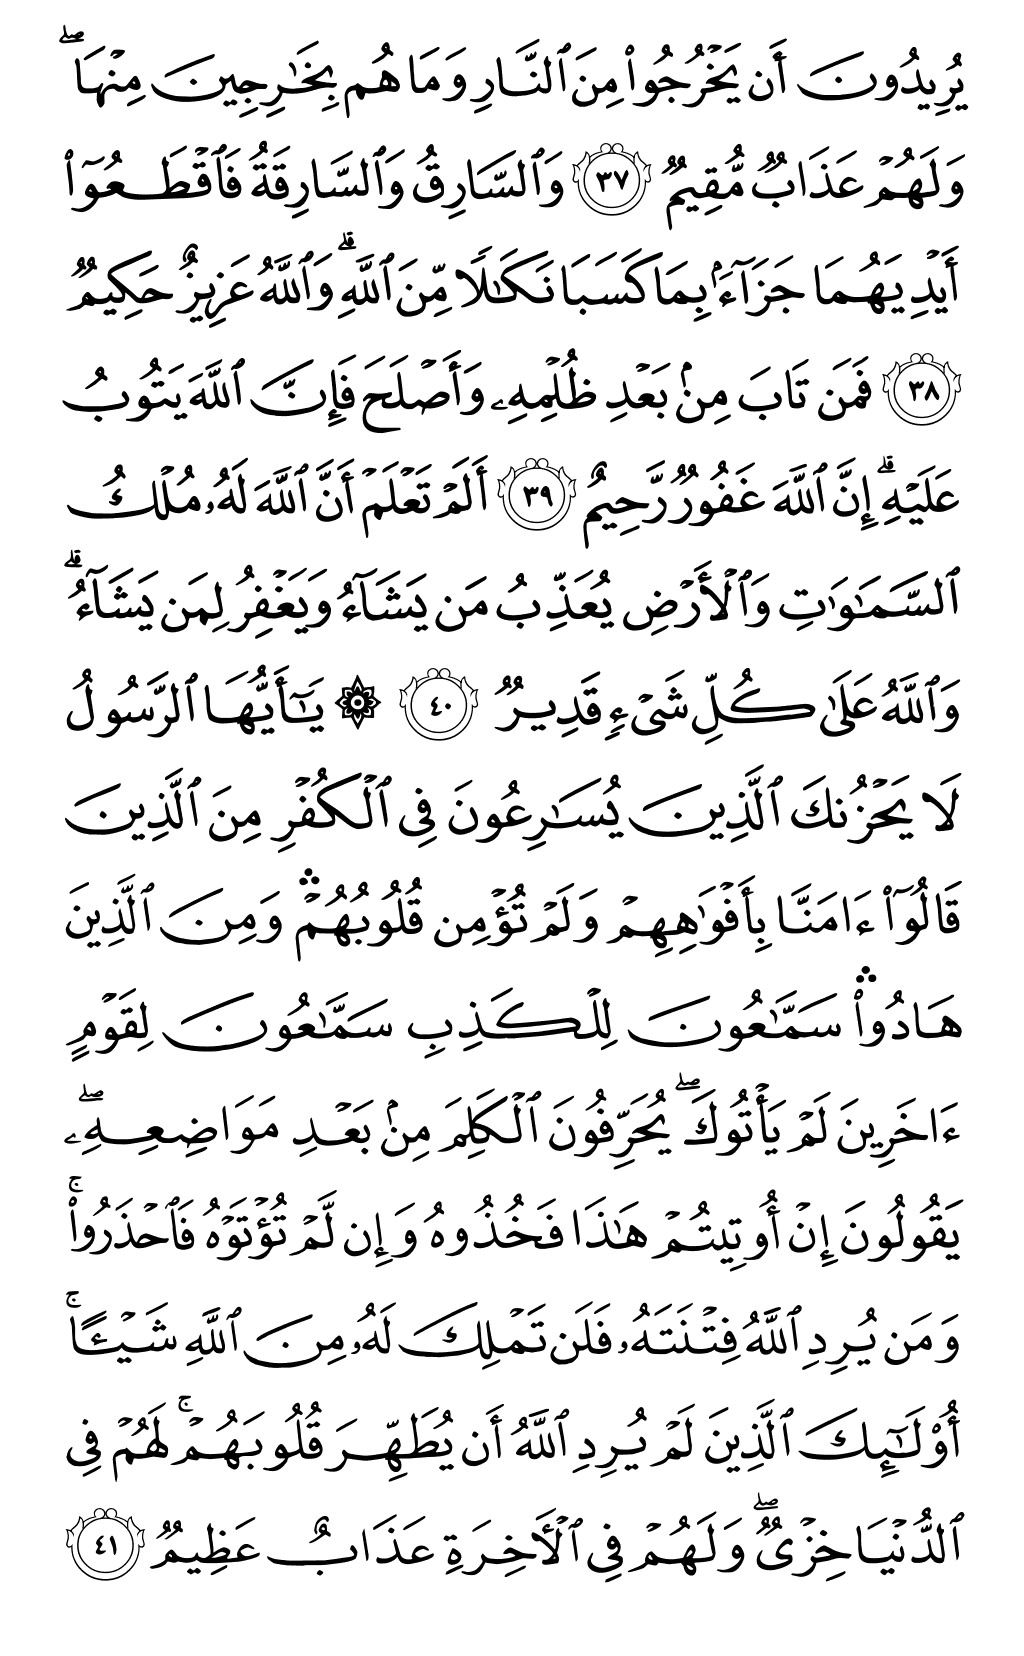 يُرِيدُونَ أَن يَخْرُجُوا۟ مِنَ ٱلنَّارِ وَمَا هُم بِخَـٰرِجِينَ مِنْهَا ۖ
وَلَهُمْ عَذَابٌ مُّقِيمٌ ٣٧ وَٱلسَّارِقُ وَٱلسَّارِقَةُ فَٱقْطَعُوٓا۟
أَيْدِيَهُمَا جَزَآءًۢ بِمَا كَسَبَا نَكَـٰلًا مِّنَ ٱللَّهِ ۗ وَٱللَّهُ عَزِيزٌ حَكِيمٌ
٣٨ فَمَن تَابَ مِنۢ بَعْدِ ظُلْمِهِۦ وَأَصْلَحَ فَإِنَّ ٱللَّهَ يَتُوبُ
عَلَيْهِ ۗ إِنَّ ٱللَّهَ غَفُورٌ رَّحِيمٌ ٣٩ أَلَمْ تَعْلَمْ أَنَّ ٱللَّهَ لَهُۥ مُلْكُ
ٱلسَّمَـٰوَٰتِ وَٱلْأَرْضِ يُعَذِّبُ مَن يَشَآءُ وَيَغْفِرُ لِمَن يَشَآءُ ۗ
وَٱللَّهُ عَلَىٰ كُلِّ شَىْءٍ قَدِيرٌ ٤٠ ۞ يَـٰٓأَيُّهَا ٱلرَّسُولُ
لَا يَحْزُنكَ ٱلَّذِينَ يُسَـٰرِعُونَ فِى ٱلْكُفْرِ مِنَ ٱلَّذِينَ
قَالُوٓا۟ ءَامَنَّا بِأَفْوَٰهِهِمْ وَلَمْ تُؤْمِن قُلُوبُهُمْ ۛ وَمِنَ ٱلَّذِينَ
هَادُوا۟ ۛ سَمَّـٰعُونَ لِلْكَذِبِ سَمَّـٰعُونَ لِقَوْمٍ
ءَاخَرِينَ لَمْ يَأْتُوكَ ۖ يُحَرِّفُونَ ٱلْكَلِمَ مِنۢ بَعْدِ مَوَاضِعِهِۦ ۖ
يَقُولُونَ إِنْ أُوتِيتُمْ هَـٰذَا فَخُذُوهُ وَإِن لَّمْ تُؤْتَوْهُ فَٱحْذَرُوا۟ ۚ
وَمَن يُرِدِ ٱللَّهُ فِتْنَتَهُۥ فَلَن تَمْلِكَ لَهُۥ مِنَ ٱللَّهِ شَيْـًٔا ۚ
أُو۟لَـٰٓئِكَ ٱلَّذِينَ لَمْ يُرِدِ ٱللَّهُ أَن يُطَهِّرَ قُلُوبَهُمْ ۚ لَهُمْ فِى
ٱلدُّنْيَا خِزْىٌ ۖ وَلَهُمْ فِى ٱلْـَٔاخِرَةِ عَذَابٌ عَظِيمٌ ٤١